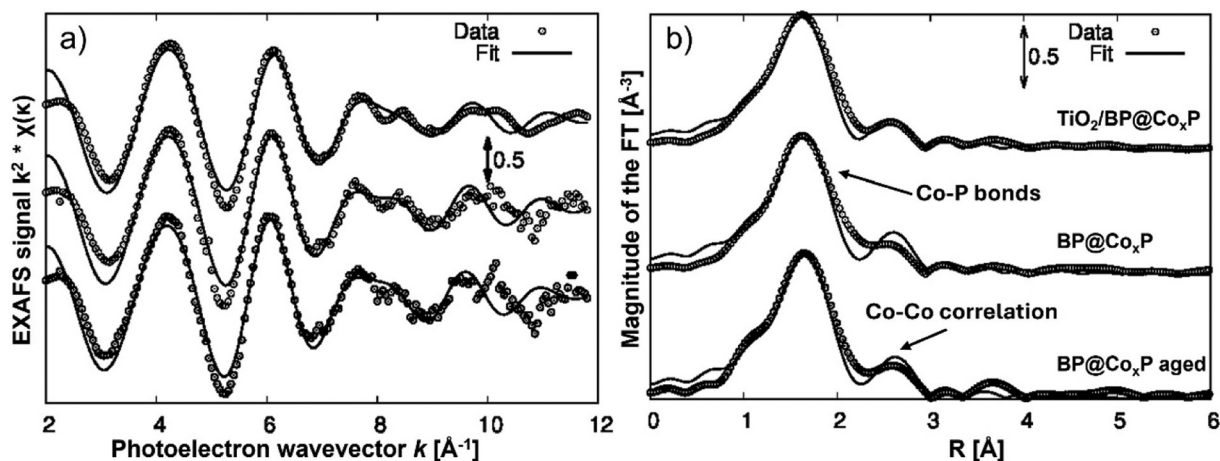 a)
Data
Fit
0.5
EXAFS signal k² * χ(κ)
2
4
6
8
10
12
Photoelectron wavevector k [Å⁻¹]
b)
Data
Fit
0.5
TiO₂/BP@CoₓP
Co-P bonds
BP@CoₓP
Co-Co correlation
BP@CoₓP aged
Magnitude of the FT [Å⁻³]
0
1
2
3
4
5
6
R [Å]